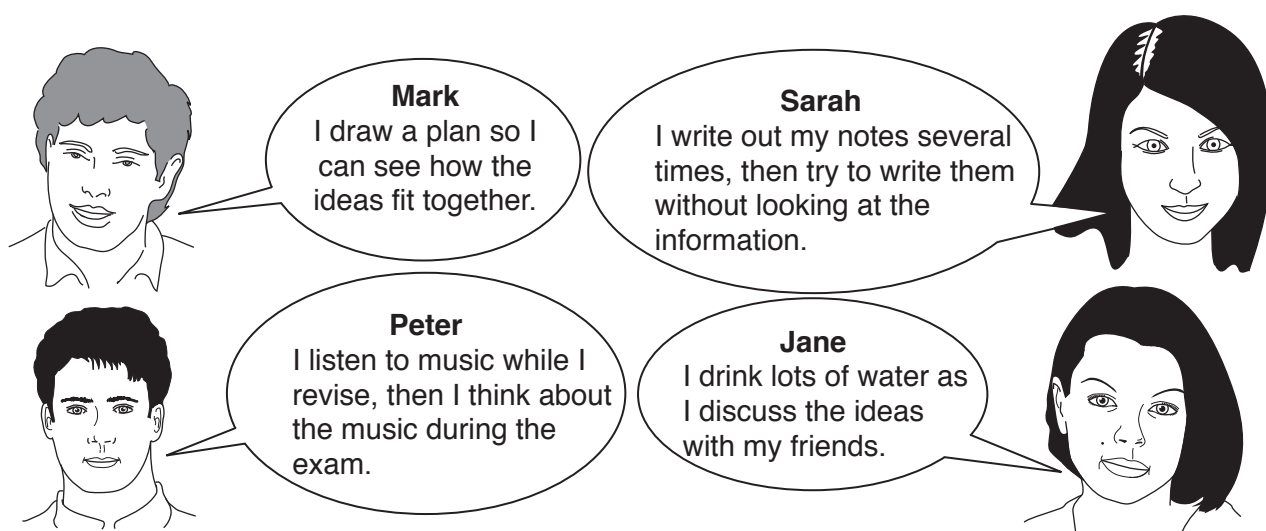 Mark
I draw a plan so I
can see how the
ideas fit together.
Sarah
I write out my notes several
times, then try to write them
without looking at the
information.
Peter
I listen to music while I
revise, then I think about
the music during the
exam.
Jane
I drink lots of water as
I discuss the ideas
with my friends.